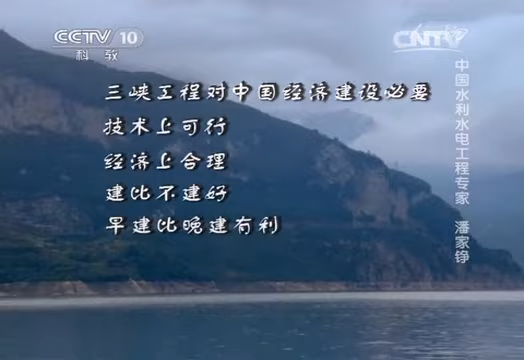 CCTV 10
科教
CNTV
三峡工程对中国经济建设必要
技术上可行
经济上合理
建比不建好
早建比晚建有利
中国水利水电工程专家 潘家铮